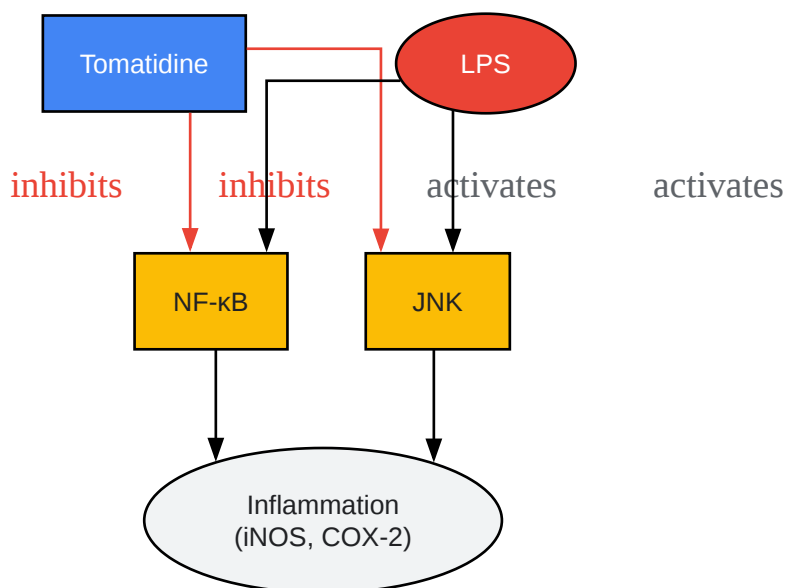 Tomatidine
LPS
inhibits
inhibits
activates
activates
NF-κB
JNK
Inflammation
(iNOS, COX-2)